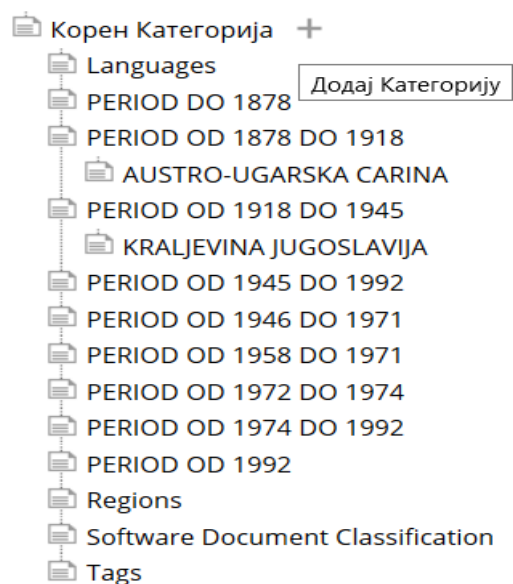 Корен Категорија
Languages
Додај Категорију
PERIOD DO 1878
PERIOD OD 1878 DO 1918
AUSTRO-UGARSKA CARINA
PERIOD OD 1918 DO 1945
KRALJEVINA JUGOSLAVIJA
PERIOD OD 1945 DO 1992
PERIOD OD 1946 DO 1971
PERIOD OD 1958 DO 1971
PERIOD OD 1972 DO 1974
PERIOD OD 1974 DO 1992
PERIOD OD 1992
Regions
Software Document Classification
Tags